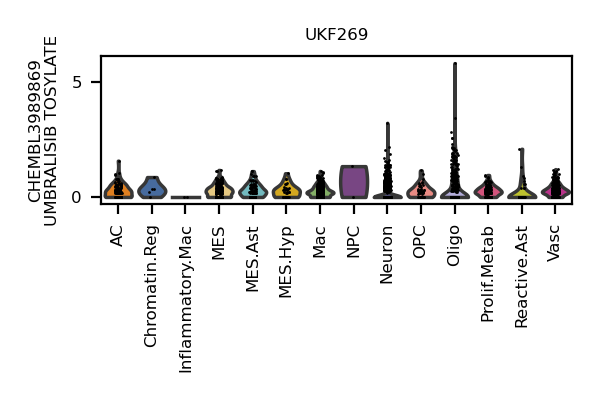 UKF269
CHEMBL3989869
UMBRALISIB TOSYLATE
5
0
AC
Chromatin.Reg
Inflammatory.Mac
MES
MES.Ast
MES.Hyp
Mac
NPC
Neuron
OPC
Oligo
Prolif.Metab
Reactive.Ast
Vasc